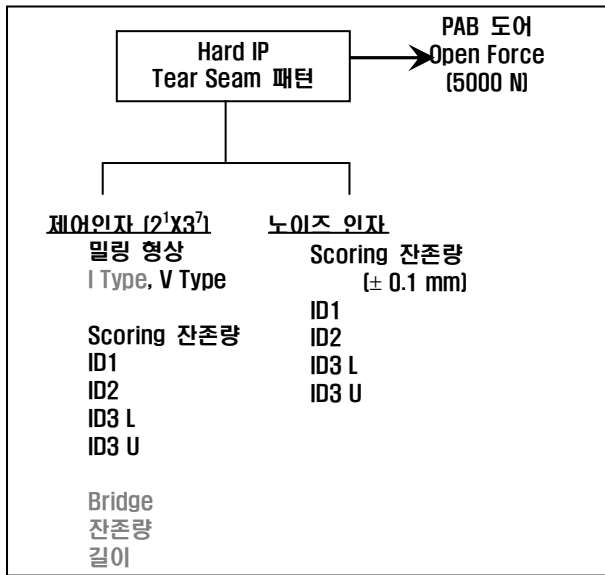 Hard IP
Tear Seam 패턴
PAB 도어
Open Force
(5000 N)
제어인자 (2¹X3⁷)
밀링 형상
I Type, V Type
Scoring 잔존량
ID1
ID2
ID3 L
ID3 U
Bridge
잔존량
길이
노이즈 인자
Scoring 잔존량
(± 0.1 mm)
ID1
ID2
ID3 L
ID3 U